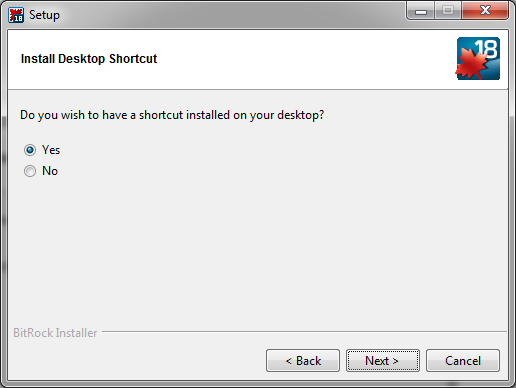 18 Setup
Install Desktop Shortcut
18
Do you wish to have a shortcut installed on your desktop?
Yes
No
BitRock Installer
< Back Next > Cancel